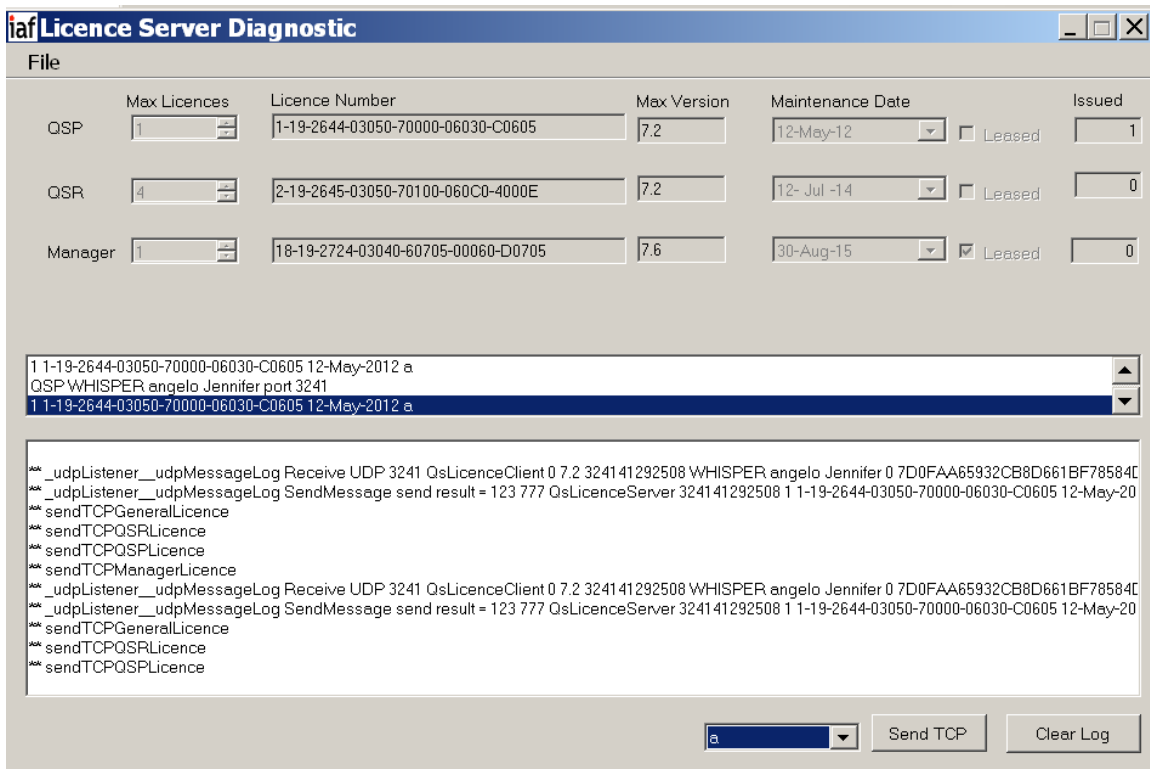 iaf Licence Server Diagnostic
File
Max Licences Licence Number Max Version Maintenance Date Issued
QSP 1 1-19-2644-03050-70000-06030-C0605 7.2 12-May-12 Leased 1
QSR 4 2-19-2645-03050-70100-060C0-4000E 7.2 12- Jul -14 Leased 0
Manager 1 18-19-2724-03040-60705-00060-D0705 7.6 30-Aug-15 Leased 0
1 1-19-2644-03050-70000-06030-C0605 12-May-2012 a
QSP WHISPER angelo Jennifer port 3241
1 1-19-2644-03050-70000-06030-C0605 12-May-2012 a
** _udpListener__udpMessageLog Receive UDP 3241 QsLicenceClient 0 7.2 324141292508 WHISPER angelo Jennifer 0 7D0FAA65932CB8D661BF78584D
** _udpListener__udpMessageLog SendMessage send result = 123 777 QsLicenceServer 324141292508 1 1-19-2644-03050-70000-06030-C0605 12-May-20
** sendTCPGeneralLicence
** sendTCPQSRLicence
** sendTCPQSPLicence
** sendTCPManagerLicence
** _udpListener__udpMessageLog Receive UDP 3241 QsLicenceClient 0 7.2 324141292508 WHISPER angelo Jennifer 0 7D0FAA65932CB8D661BF78584D
** _udpListener__udpMessageLog SendMessage send result = 123 777 QsLicenceServer 324141292508 1 1-19-2644-03050-70000-06030-C0605 12-May-20
** sendTCPGeneralLicence
** sendTCPQSRLicence
** sendTCPQSPLicence
a Send TCP Clear Log